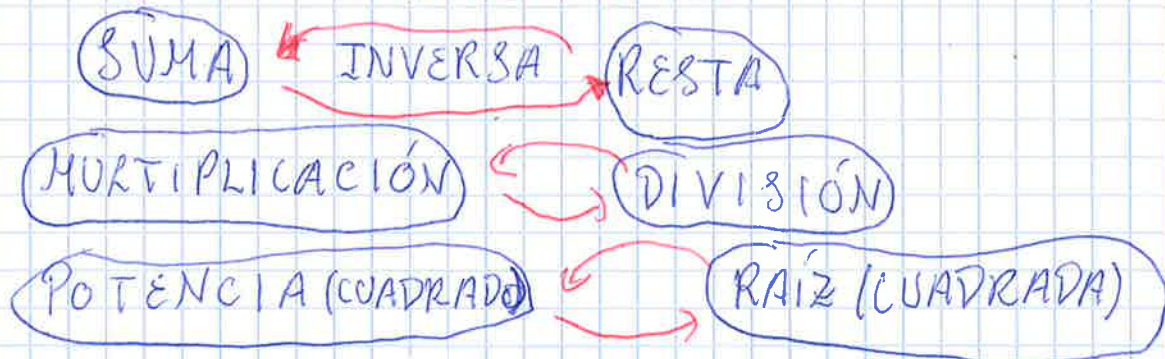 SUMA INVERSA RESTA
MULTIPLICACIÓN DIVISIÓN
POTENCIA (CUADRADO) RAÍZ (CUADRADA)